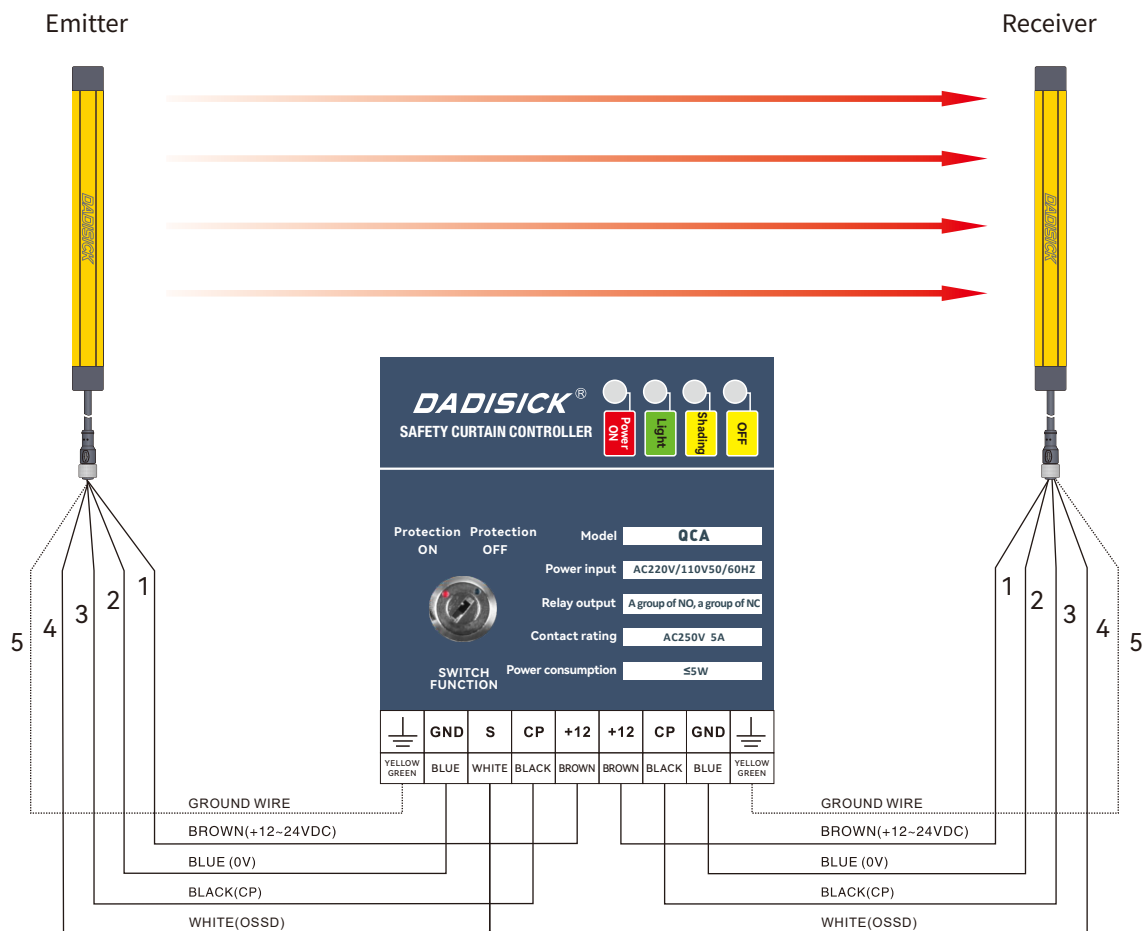 Emitter
Receiver
DADISICK
DADISICK
DADISICK®
SAFETY CURTAIN CONTROLLER
Power ON
Light
Shading
OFF
Protection ON
Protection OFF
SWITCH FUNCTION
Model QCA
Power input AC220V/110V50/60HZ
Relay output A group of NO, a group of NC
Contact rating AC250V 5A
Power consumption ≤5W
5 4 3 2 1
1 2 3 4 5
GND S CP +12 +12 CP GND
YELLOW GREEN BLUE WHITE BLACK BROWN BROWN BLACK BLUE YELLOW GREEN
GROUND WIRE
BROWN(+12~24VDC)
BLUE (0V)
BLACK(CP)
WHITE(OSSD)
GROUND WIRE
BROWN(+12~24VDC)
BLUE (0V)
BLACK(CP)
WHITE(OSSD)